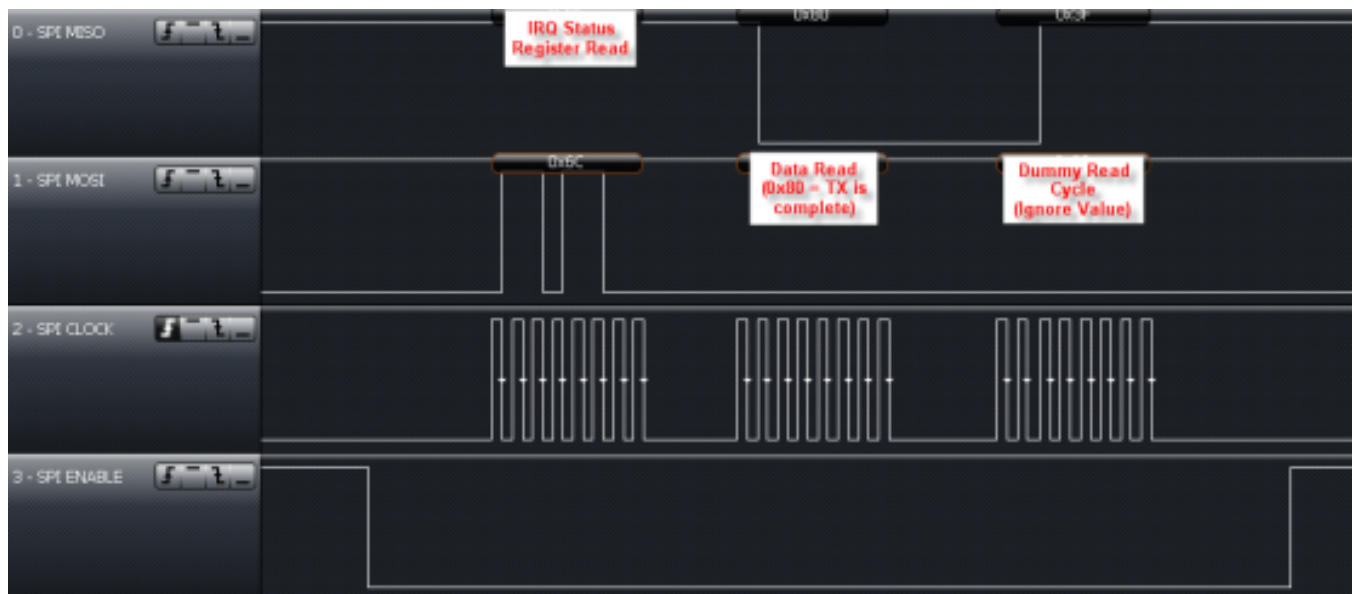 0 - SPI MISO
IRQ Status
Register Read
0x80
0x3F
1 - SPI MOSI
0x6C
Data Read
(0x80 – TX is
complete)
Dummy Read
Cycle
(Ignore Value)
2 - SPI CLOCK
3 - SPI ENABLE